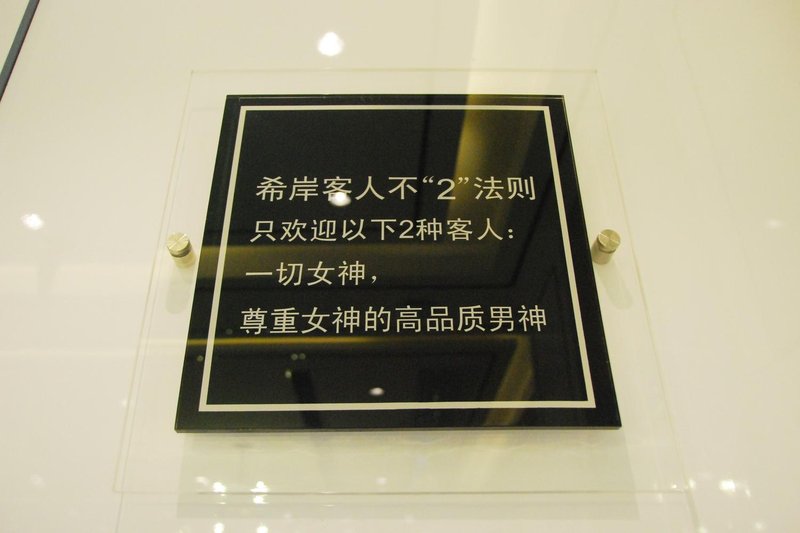 希岸客人不“2”法则
只欢迎以下2种客人：
一切女神，
尊重女神的高品质男神